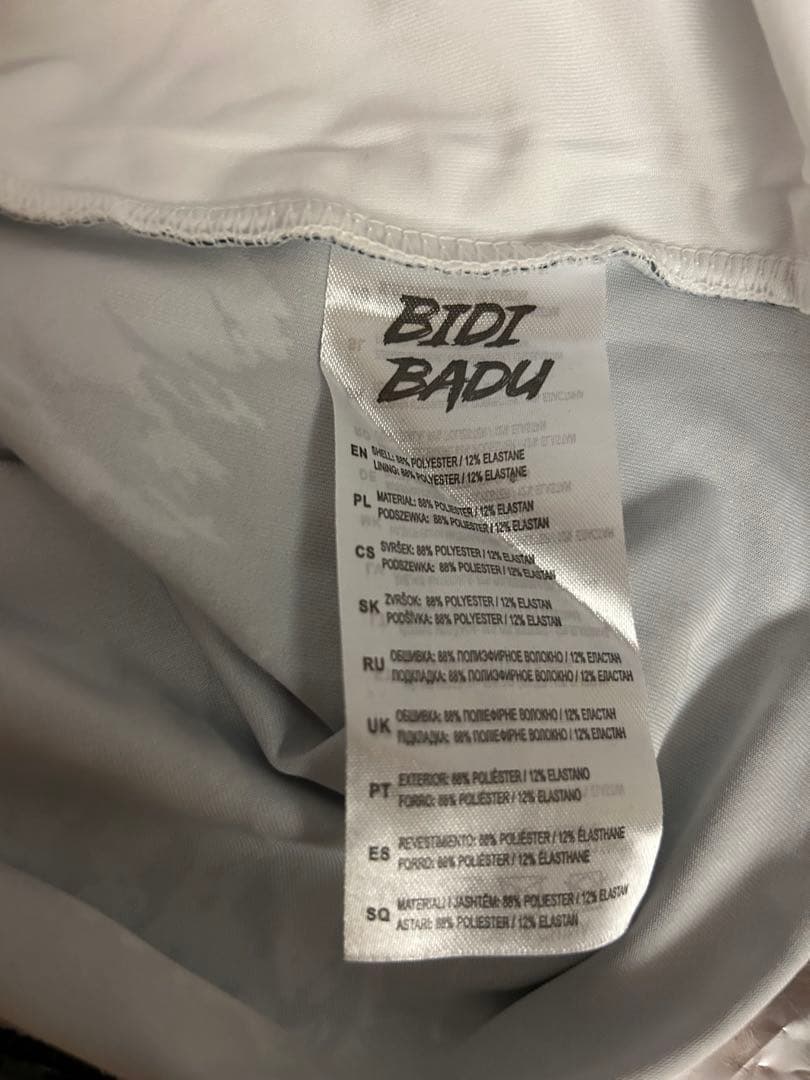 BIDI
BADU
EN SHELL: 88% POLYESTER / 12% ELASTANE
LINING: 88% POLYESTER / 12% ELASTANE
PL MATERIAŁ: 88% POLIESTER / 12% ELASTAN
PODSZEWKA: 88% POLIESTER / 12% ELASTAN
CS SVRŠEK: 88% POLYESTER / 12% ELASTAN
PODSZEWKA: 88% POLIESTER / 12% ELASTAN
SK ZVRŠOK: 88% POLYESTER / 12% ELASTAN
PODŠÍVKA: 88% POLYESTER / 12% ELASTAN
RU ОБШИВКА: 88% ПОЛИЭФИРНОЕ ВОЛОКНО / 12% ЕЛАСТАН
ПОДКЛАДКА: 88% ПОЛИЭФИРНОЕ ВОЛОКНО / 12% ЕЛАСТАН
UK ОБШИВКА: 88% ПОЛІЕФІРНЕ ВОЛОКНО / 12% ЕЛАСТАН
ПІДКЛАДКА: 88% ПОЛІЕФІРНЕ ВОЛОКНО / 12% ЕЛАСТАН
PT EXTERIOR: 88% POLIÉSTER / 12% ELASTANO
FORRO: 88% POLIÉSTER / 12% ELASTANO
ES REVESTIMIENTO: 88% POLIÉSTER / 12% ÉLASTHANE
FORRO: 88% POLIÉSTER / 12% ÉLASTHANE
SQ MATERIALI I JASHTËM: 88% POLIESTER / 12% ELASTAN
ASTARI: 88% POLIESTER / 12% ELASTAN